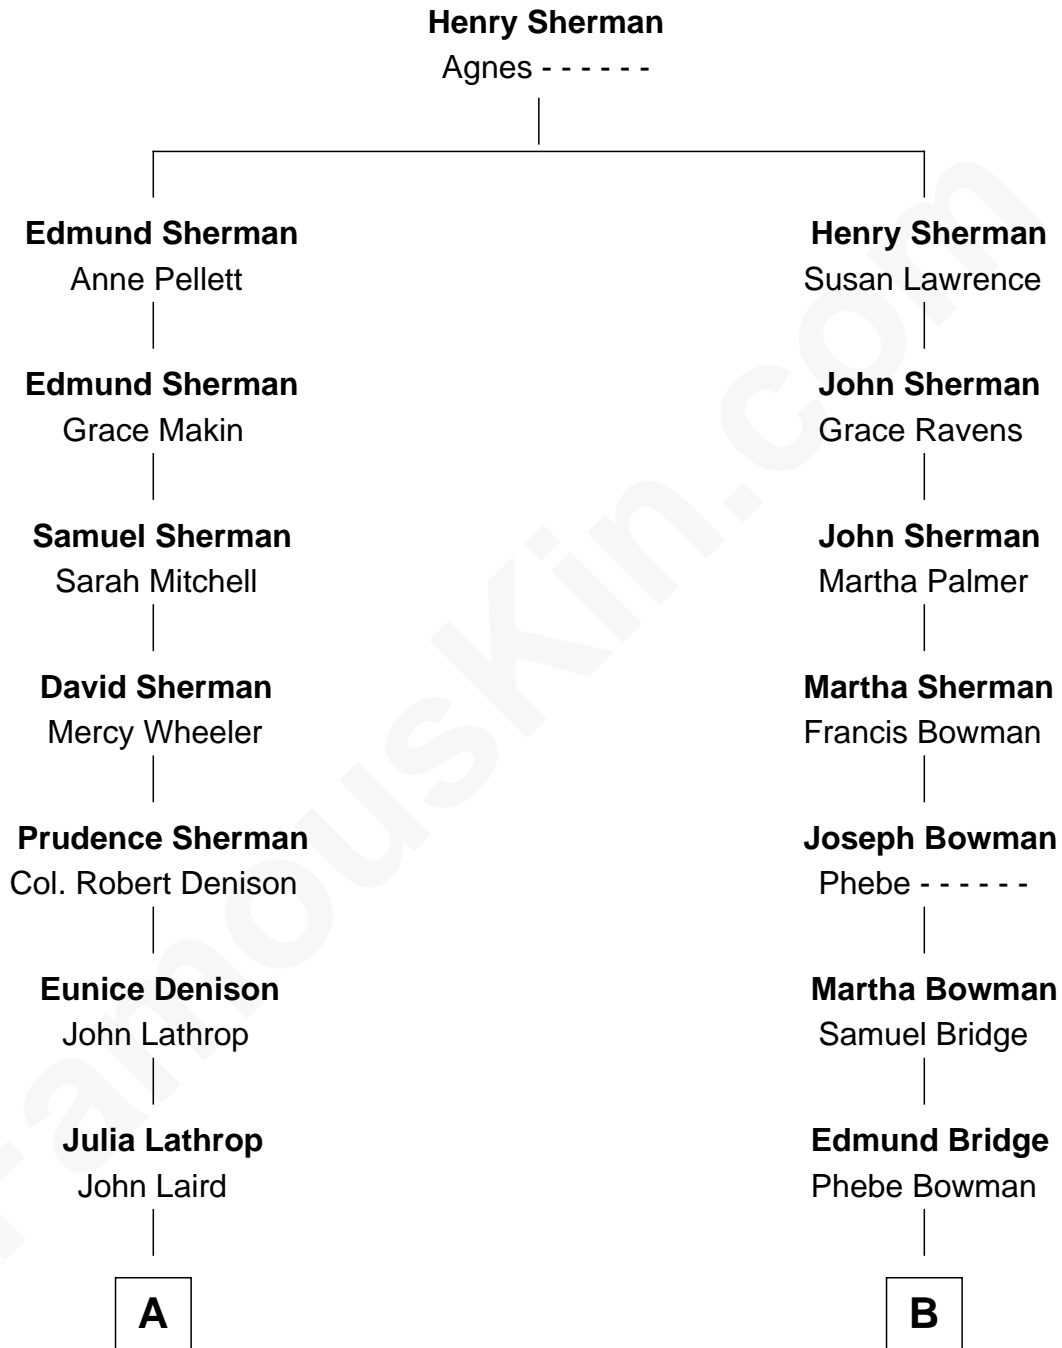 Henry Sherman
Agnes - - - - - -
Edmund Sherman
Anne Pellett
Henry Sherman
Susan Lawrence
Edmund Sherman
Grace Makin
John Sherman
Grace Ravens
Samuel Sherman
Sarah Mitchell
John Sherman
Martha Palmer
David Sherman
Mercy Wheeler
Martha Sherman
Francis Bowman
Prudence Sherman
Col. Robert Denison
Joseph Bowman
Phebe - - - - - -
Eunice Denison
John Lathrop
Martha Bowman
Samuel Bridge
Julia Lathrop
John Laird
Edmund Bridge
Phebe Bowman
A
B
FamousKin.com